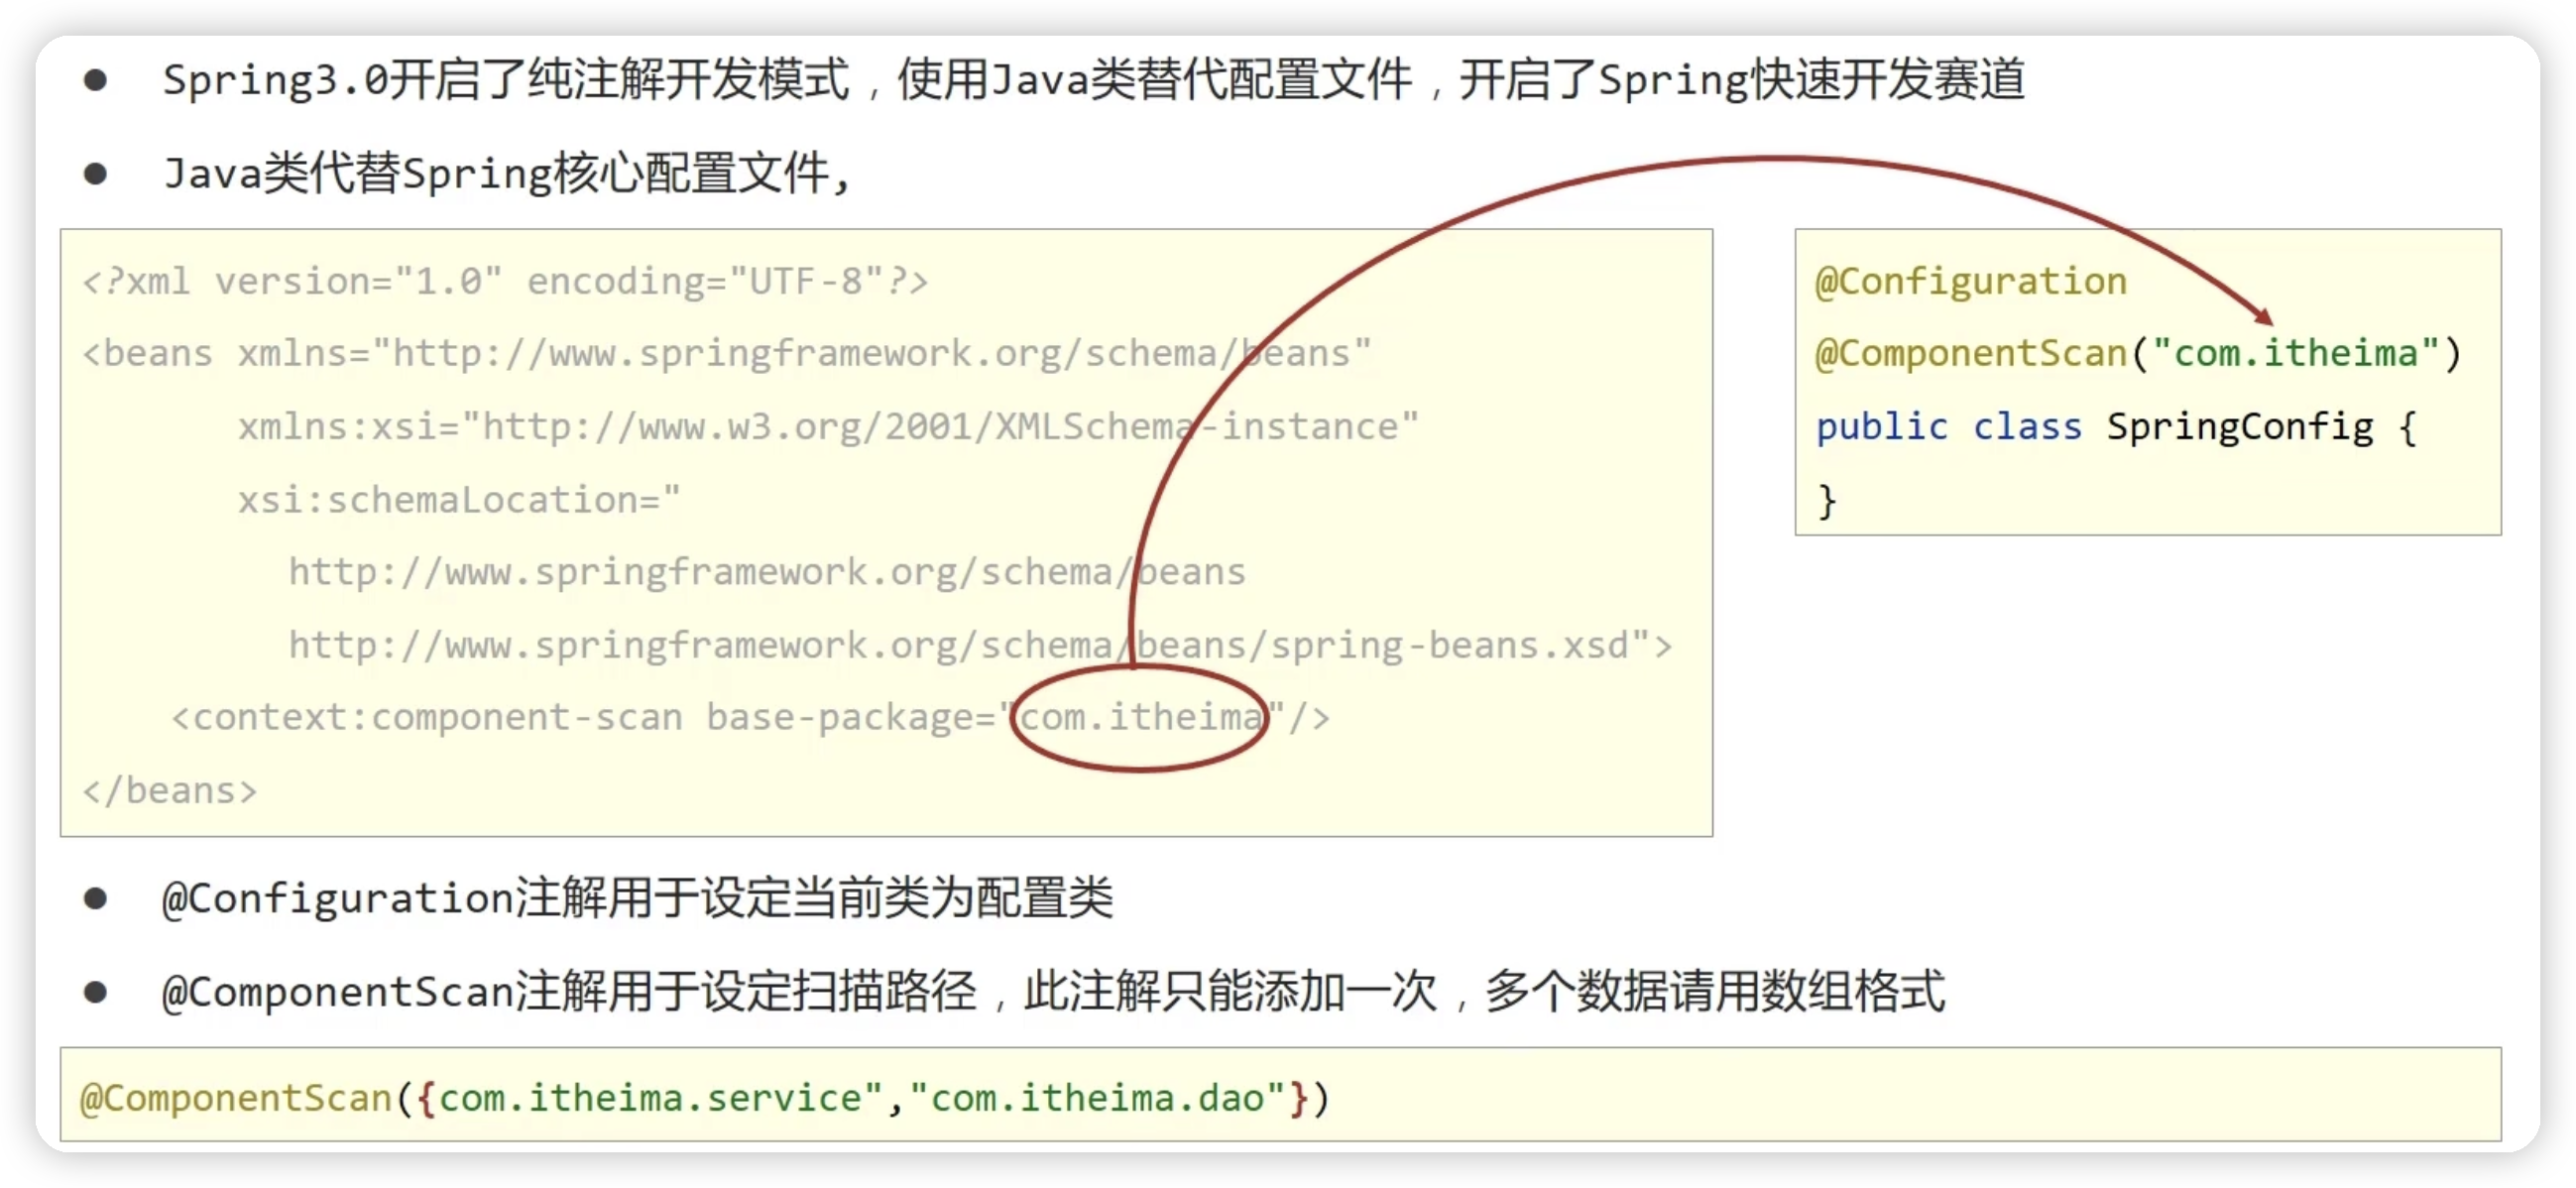 ● Spring3.0开启了纯注解开发模式，使用Java类替代配置文件，开启了Spring快速开发赛道
● Java类代替Spring核心配置文件,
<?xml version="1.0" encoding="UTF-8"?>
<beans xmlns="http://www.springframework.org/schema/beans"
       xmlns:xsi="http://www.w3.org/2001/XMLSchema-instance"
       xsi:schemaLocation="
         http://www.springframework.org/schema/beans
         http://www.springframework.org/schema/beans/spring-beans.xsd">
    <context:component-scan base-package="com.itheima"/>
</beans>
@Configuration
@ComponentScan("com.itheima")
public class SpringConfig {
}
● @Configuration注解用于设定当前类为配置类
● @ComponentScan注解用于设定扫描路径，此注解只能添加一次，多个数据请用数组格式
@ComponentScan({com.itheima.service","com.itheima.dao"})